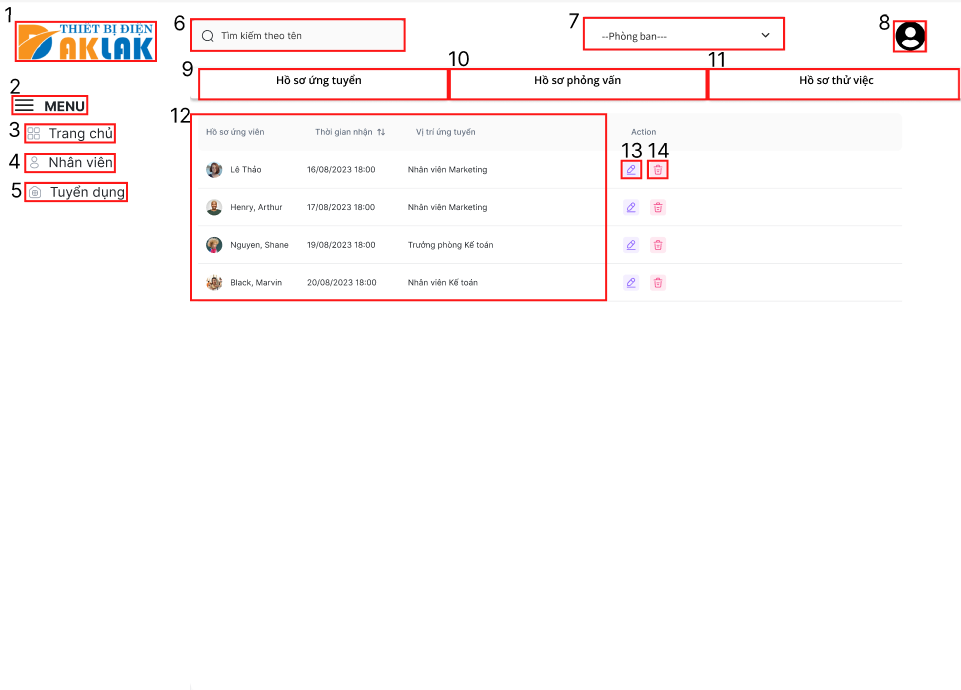 1
THIẾT BỊ ĐIỆN
ĐAKLAK
2
MENU
3 Trang chủ
4 Nhân viên
5 Tuyển dụng
6 Tìm kiếm theo tên
7 --Phòng ban---
8
9 Hồ sơ ứng tuyển
10 Hồ sơ phỏng vấn
11 Hồ sơ thử việc
12
Hồ sơ ứng viên Thời gian nhận Vị trí ứng tuyển Action
13 14
Lê Thảo 16/08/2023 18:00 Nhân viên Marketing
Henry, Arthur 17/08/2023 18:00 Nhân viên Marketing
Nguyen, Shane 19/08/2023 18:00 Trưởng phòng Kế toán
Black, Marvin 20/08/2023 18:00 Nhân viên Kế toán